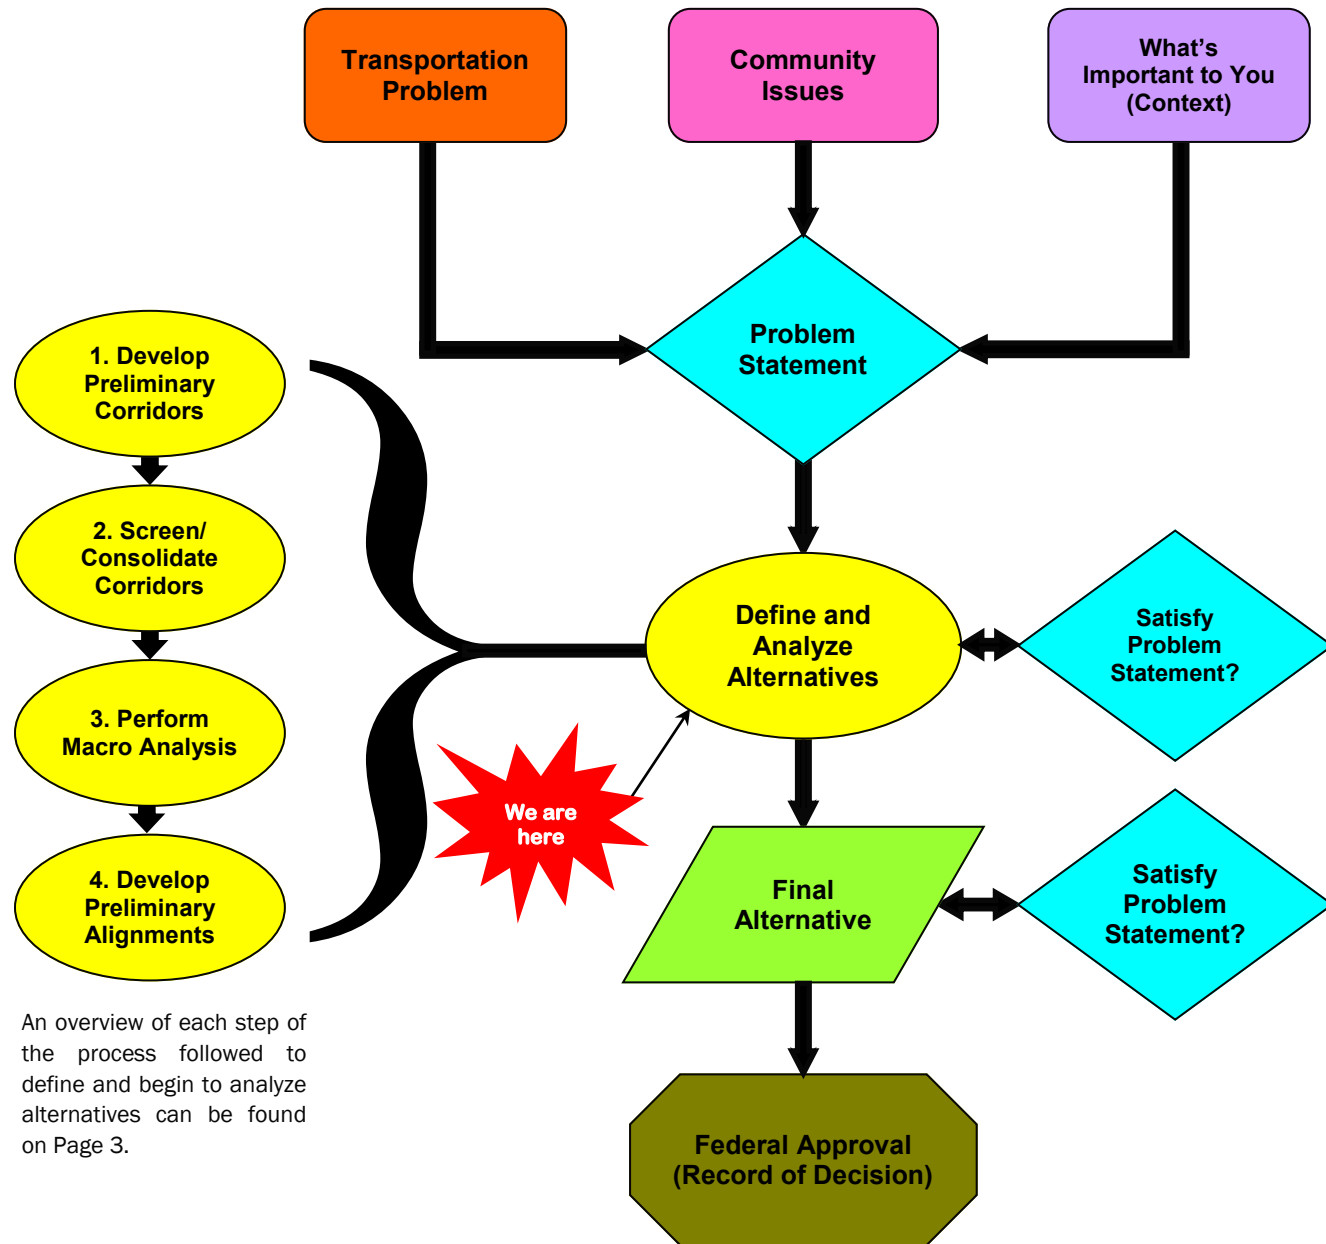 Transportation
Problem
Community
Issues
What's
Important to You
(Context)
Problem
Statement
1. Develop
Preliminary
Corridors
2. Screen/
Consolidate
Corridors
3. Perform
Macro Analysis
4. Develop
Preliminary
Alignments
Define and
Analyze
Alternatives
Satisfy
Problem
Statement?
We are
here
Final
Alternative
Satisfy
Problem
Statement?
An overview of each step of
the process followed to
define and begin to analyze
alternatives can be found
on Page 3.
Federal Approval
(Record of Decision)